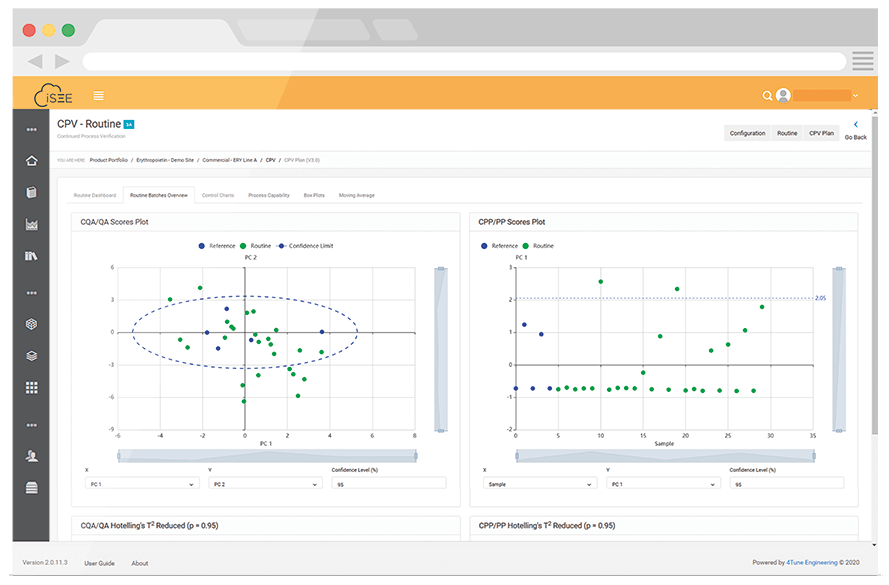 iSEE
CPV - Routine
Continued Process Verification
Configuration Routine CPV Plan Go Back
YOU ARE HERE: Product Portfolio / Erythropoietin - Demo Site / Commercial - ERY Line A / CPV / CPV Plan (V3.0)
Routine Dashboard Routine Batches Overview Control Charts Process Capability Box Plots Moving Average
CQA/QA Scores Plot
Reference Routine Confidence Limit
PC 2
6
3
0
-3
-6
-9
-6 -4 -2 0 2 4 6 8
PC 1
X Y Confidence Level (%)
PC 1 PC 2 95
CPP/PP Scores Plot
Reference Routine
PC 1
3
2
2.05
1
0
-1
-2
0 5 10 15 20 25 30 35
Sample
X Y Confidence Level (%)
Sample PC 1 95
CQA/QA Hotelling's T² Reduced (p = 0.95)
CPP/PP Hotelling's T² Reduced (p = 0.95)
Version 2.0.11.3 User Guide About
Powered by 4Tune Engineering © 2020